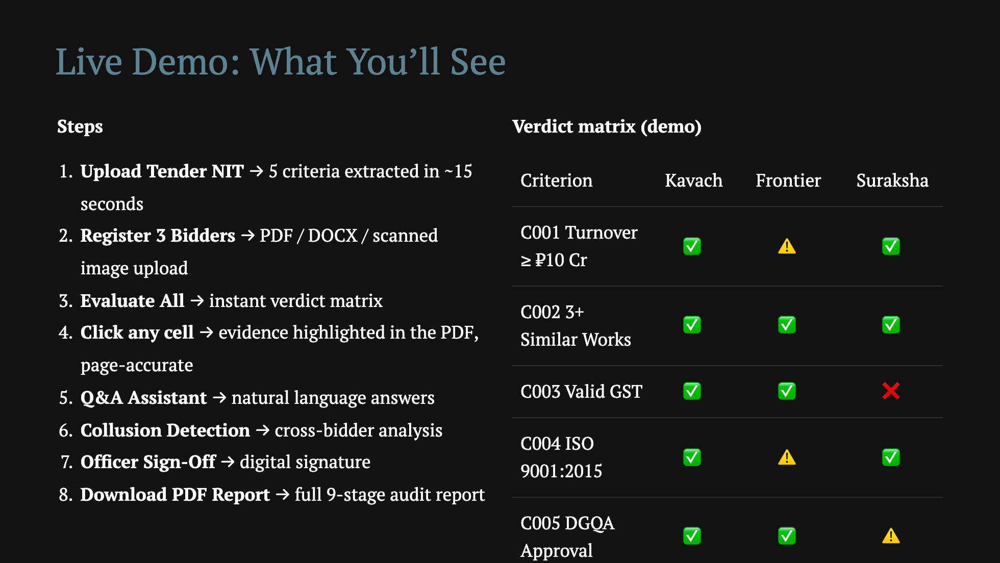 Live Demo: What You’ll See
Steps
1. Upload Tender NIT → 5 criteria extracted in ~15
seconds
2. Register 3 Bidders → PDF / DOCX / scanned
image upload
3. Evaluate All → instant verdict matrix
4. Click any cell → evidence highlighted in the PDF,
page-accurate
5. Q&A Assistant → natural language answers
6. Collusion Detection → cross-bidder analysis
7. Officer Sign-Off → digital signature
8. Download PDF Report → full 9-stage audit report
Verdict matrix (demo)
Criterion Kavach Frontier Suraksha
C001 Turnover
≥ ₽10 Cr ✅ ⚠️ ✅
C002 3+
Similar Works ✅ ✅ ✅
C003 Valid GST ✅ ✅ ❌
C004 ISO
9001:2015 ✅ ⚠️ ✅
C005 DGQA
Approval ✅ ✅ ⚠️